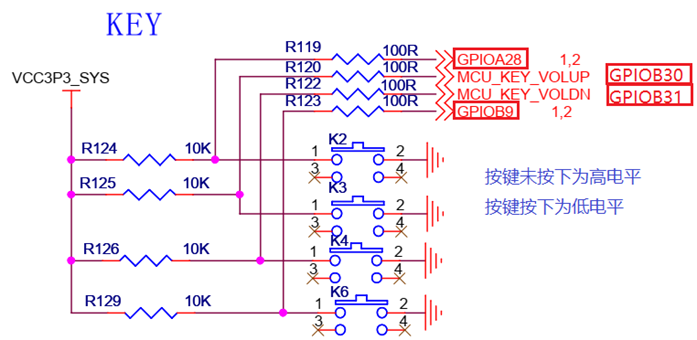 KEY
R119 100R GPIOA28 1,2
R120 100R MCU_KEY_VOLUP GPIOB30
R122 100R MCU_KEY_VOLDN GPIOB31
R123 100R GPIOB9 1,2
VCC3P3_SYS
R124 10K 1 K2 2
3 4
R125 10K K3
1 2
R126 10K 1 K4 2
3 4
R129 10K 1 K6 2
3 4
按键未按下为高电平
按键按下为低电平